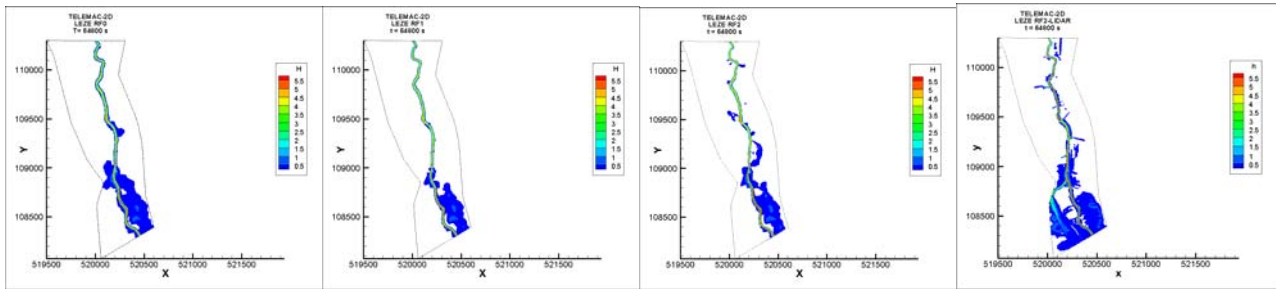 TELEMAC-2D
LEZE RF0
T= 64800 s
H
5.5
5
4.5
4
3.5
3
2.5
2
1.5
1
0.5
110000
109500
109000
108500
Y
519500 520000 520500 521000 521500
X
TELEMAC-2D
LEZE RF1
t = 64800 s
H
5.5
5
4.5
4
3.5
3
2.5
2
1.5
1
0.5
110000
109500
109000
108500
Y
519500 520000 520500 521000 521500
X
TELEMAC-2D
LEZE RF2
t = 64800 s
H
5.5
5
4.5
4
3.5
3
2.5
2
1.5
1
0.5
110000
109500
109000
108500
Y
519500 520000 520500 521000 521500
X
TELEMAC-2D
LEZE RF2-LIDAR
t = 64800 s
h
5.5
5
4.5
4
3.5
3
2.5
2
1.5
1
0.5
110000
109500
109000
108500
y
519500 520000 520500 521000 521500
x